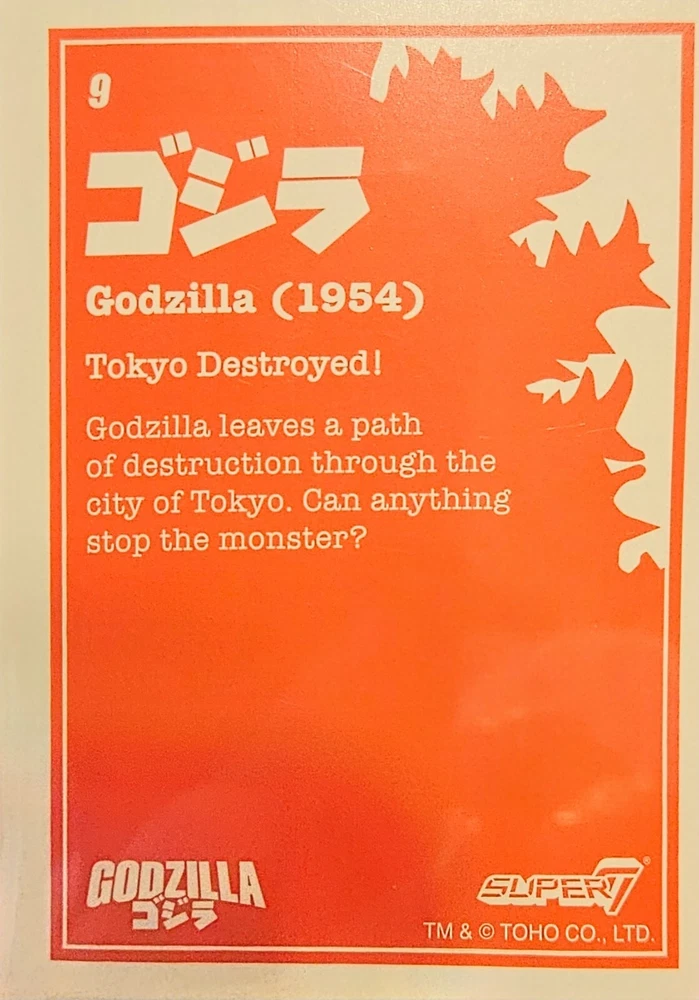 9
ゴジラ
Godzilla (1954)
Tokyo Destroyed!
Godzilla leaves a path
of destruction through the
city of Tokyo. Can anything
stop the monster?
GODZILLA
ゴジラ
SUPER7®
TM & © TOHO CO., LTD.